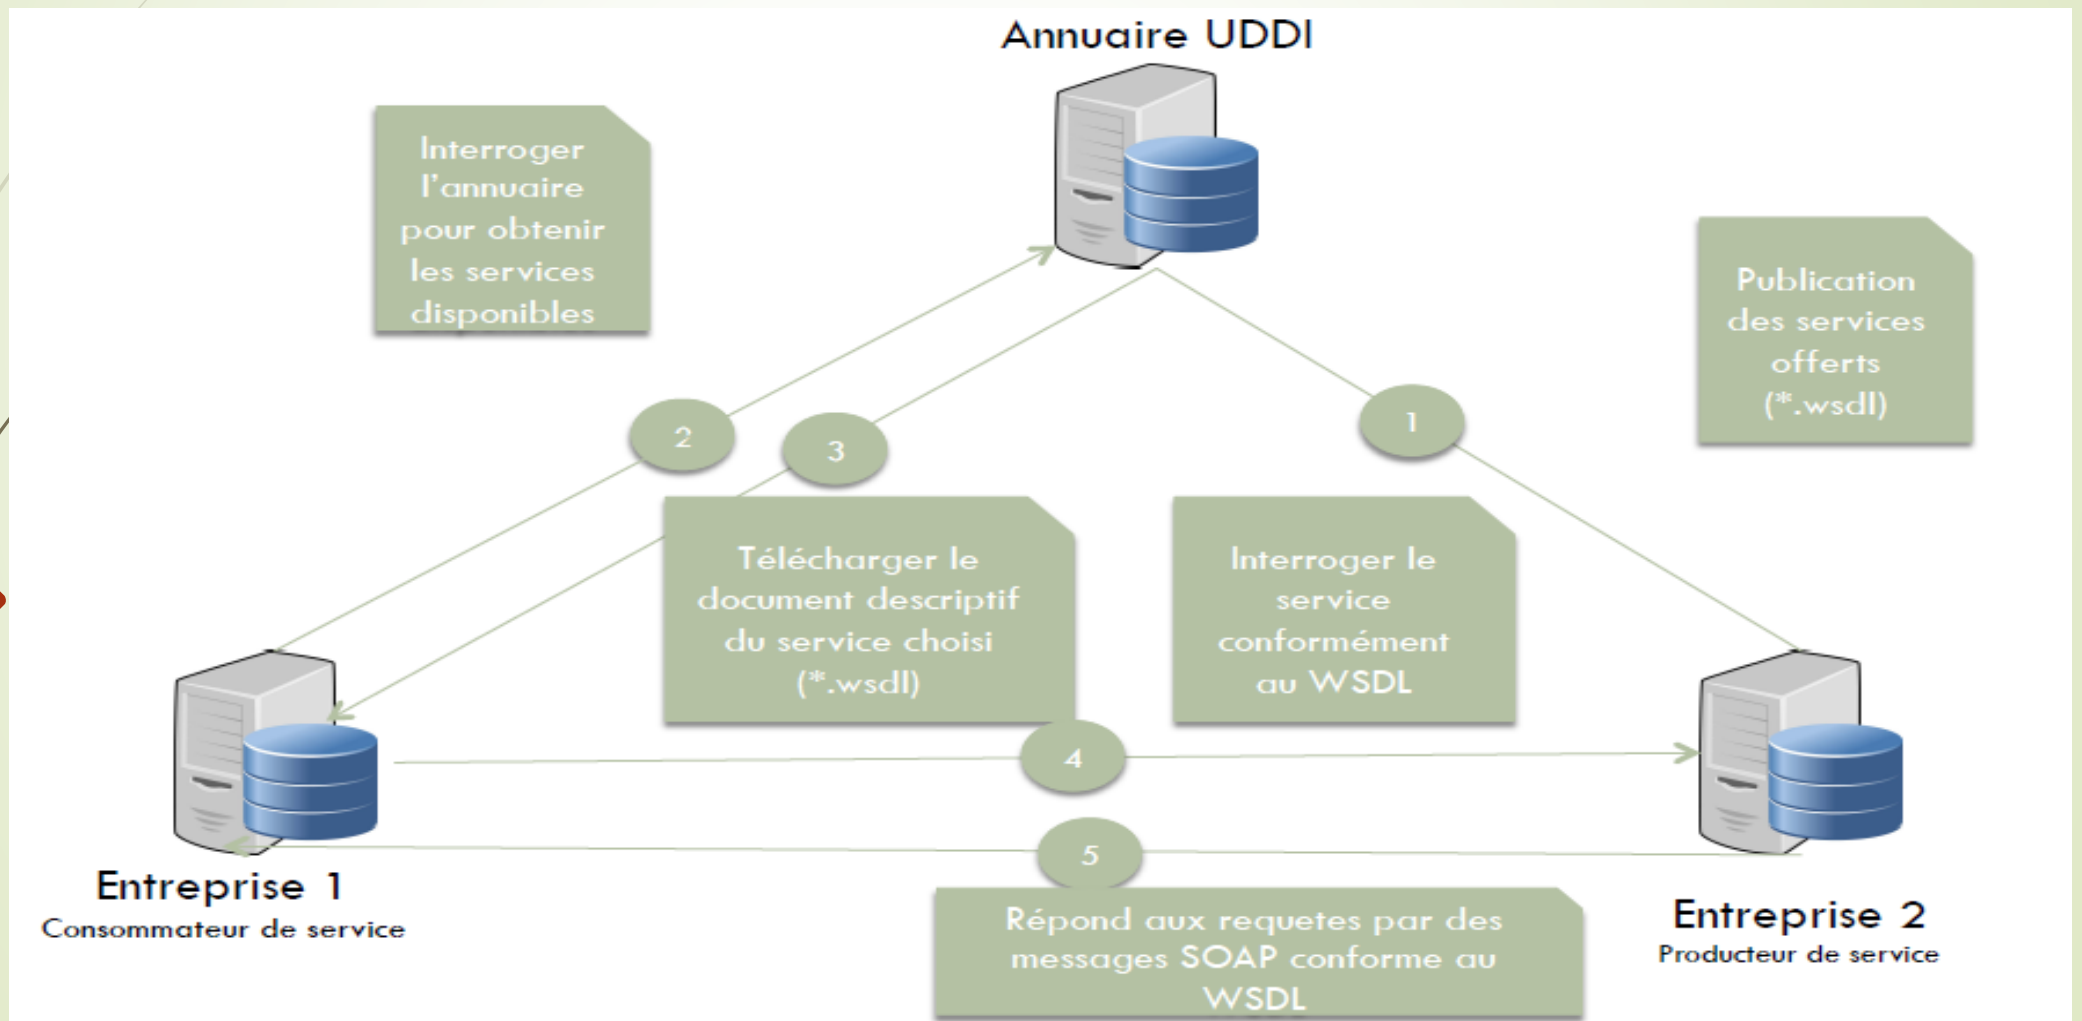 Annuaire UDDI
Interroger
l'annuaire
pour obtenir
les services
disponibles
Publication
des services
offerts
(*.wsdl)
2
3
1
Télécharger le
document descriptif
du service choisi
(*.wsdl)
Interroger le
service
conformément
au WSDL
4
5
Entreprise 1
Consommateur de service
Répond aux requetes par des
messages SOAP conforme au
WSDL
Entreprise 2
Producteur de service